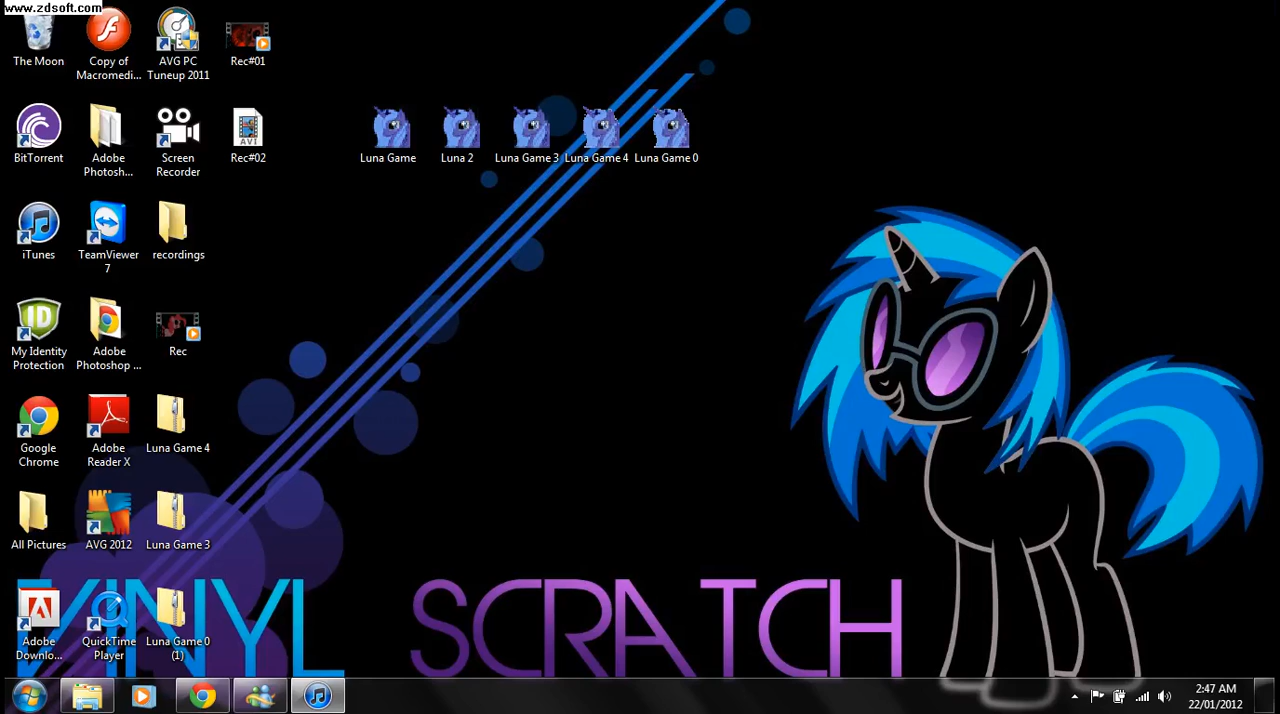 www.zdsoft.com
The Moon
Copy of
Macromedi...
AVG PC
Tuneup 2011
Rec#01
BitTorrent
Adobe
Photosh...
Screen
Recorder
AVI
Rec#02
Luna Game
Luna 2
Luna Game 3
Luna Game 4
Luna Game 0
iTunes
TeamViewer
7
recordings
ID
My Identity
Protection
Adobe
Photoshop ...
Rec
Google
Chrome
Adobe
Reader X
Luna Game 4
All Pictures
AVG 2012
Luna Game 3
Adobe
Downlo...
QuickTime
Player
Luna Game 0
(1)
VINYL SCRATCH
2:47 AM
22/01/2012